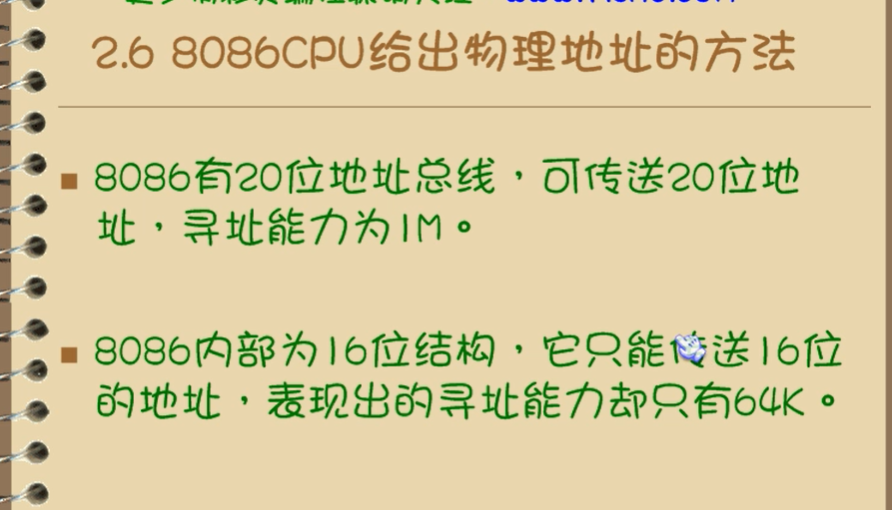 2.6 8086CPU给出物理地址的方法
8086有20位地址总线，可传送20位地
址，寻址能力为1M。
8086内部为16位结构，它只能传送16位
的地址，表现出的寻址能力却只有64K。